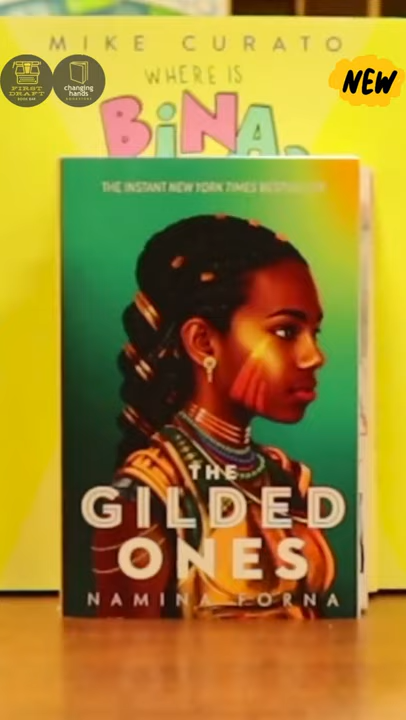 MIKE CURATO
WHERE IS
BiNA,
FIRST
DRAFT
BOOK BAR
changing
hands
BOOKSTORE
NEW
THE INSTANT NEW YORK TIMES BESTSELLER
THE
GILDED
ONES
NAMINA FORNA